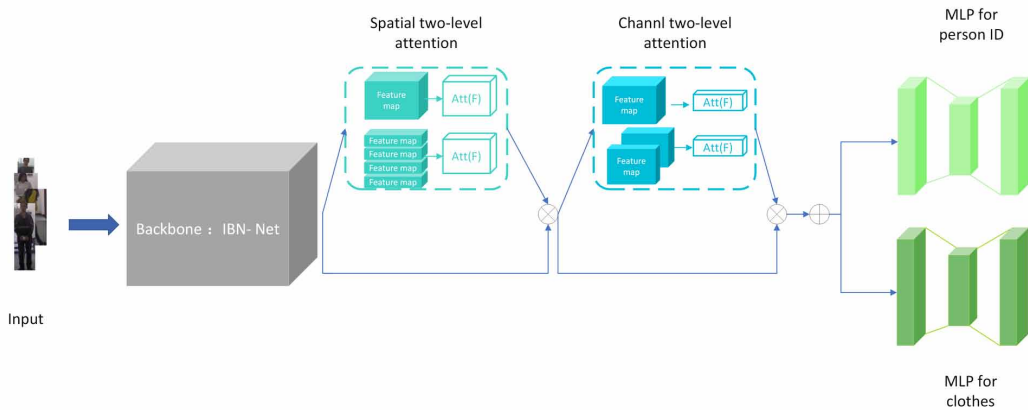 Spatial two-level
attention
Channl two-level
attention
MLP for
person ID
Feature
map
Att(F)
Feature map
Feature map
Feature map
Feature map
Att(F)
Feature
map
Att(F)
Feature
map
Att(F)
Backbone： IBN- Net
Input
MLP for
clothes